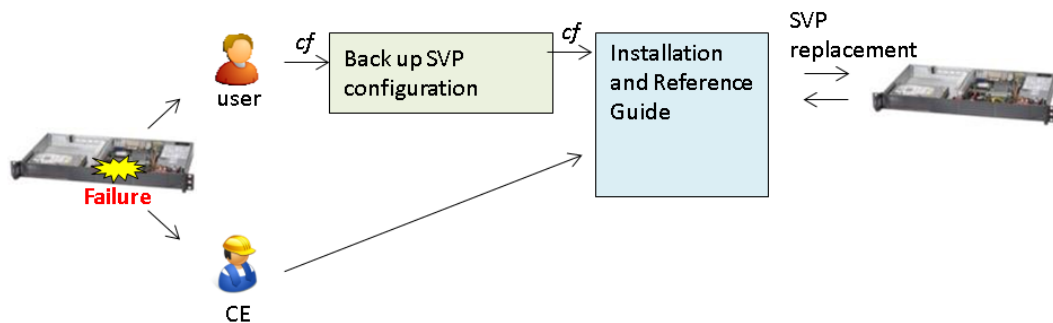 SVP
replacement
cf
cf
Back up SVP
configuration
Installation
and Reference
Guide
user
Failure
CE